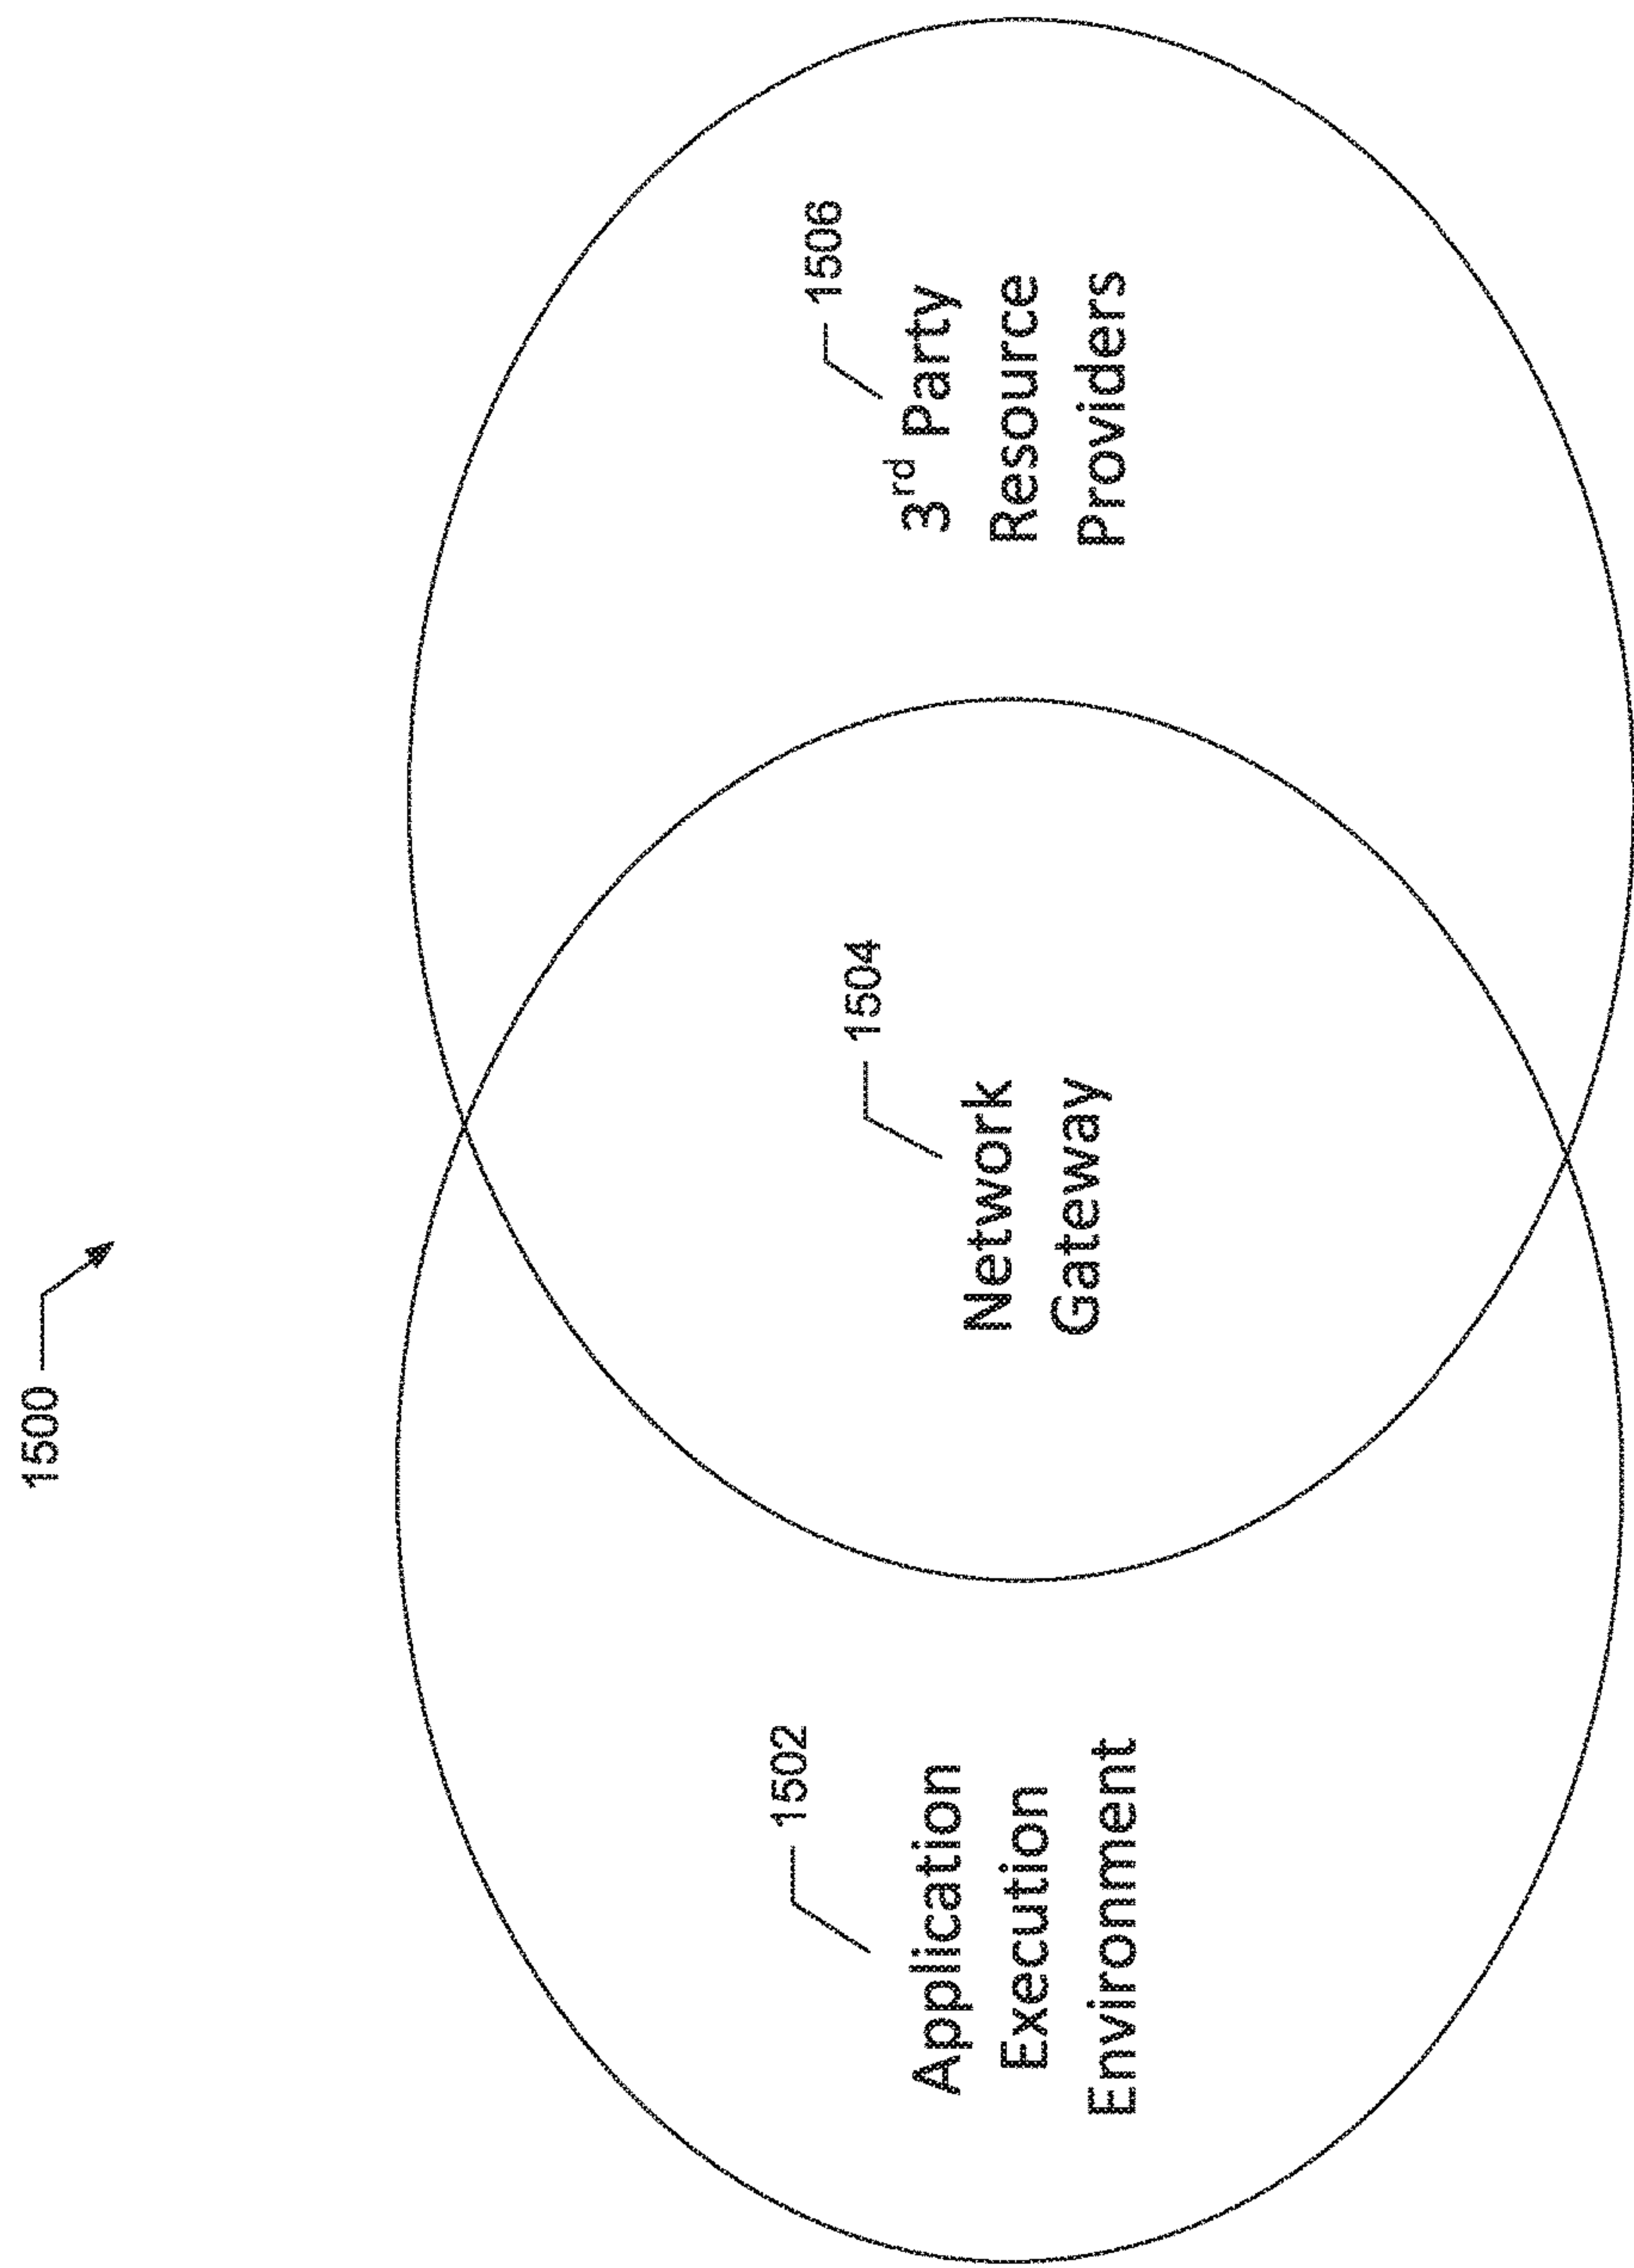 1500
1502
Application
Execution
Environment
1504
Network
Gateway
1506
3rd Party
Resource
Providers